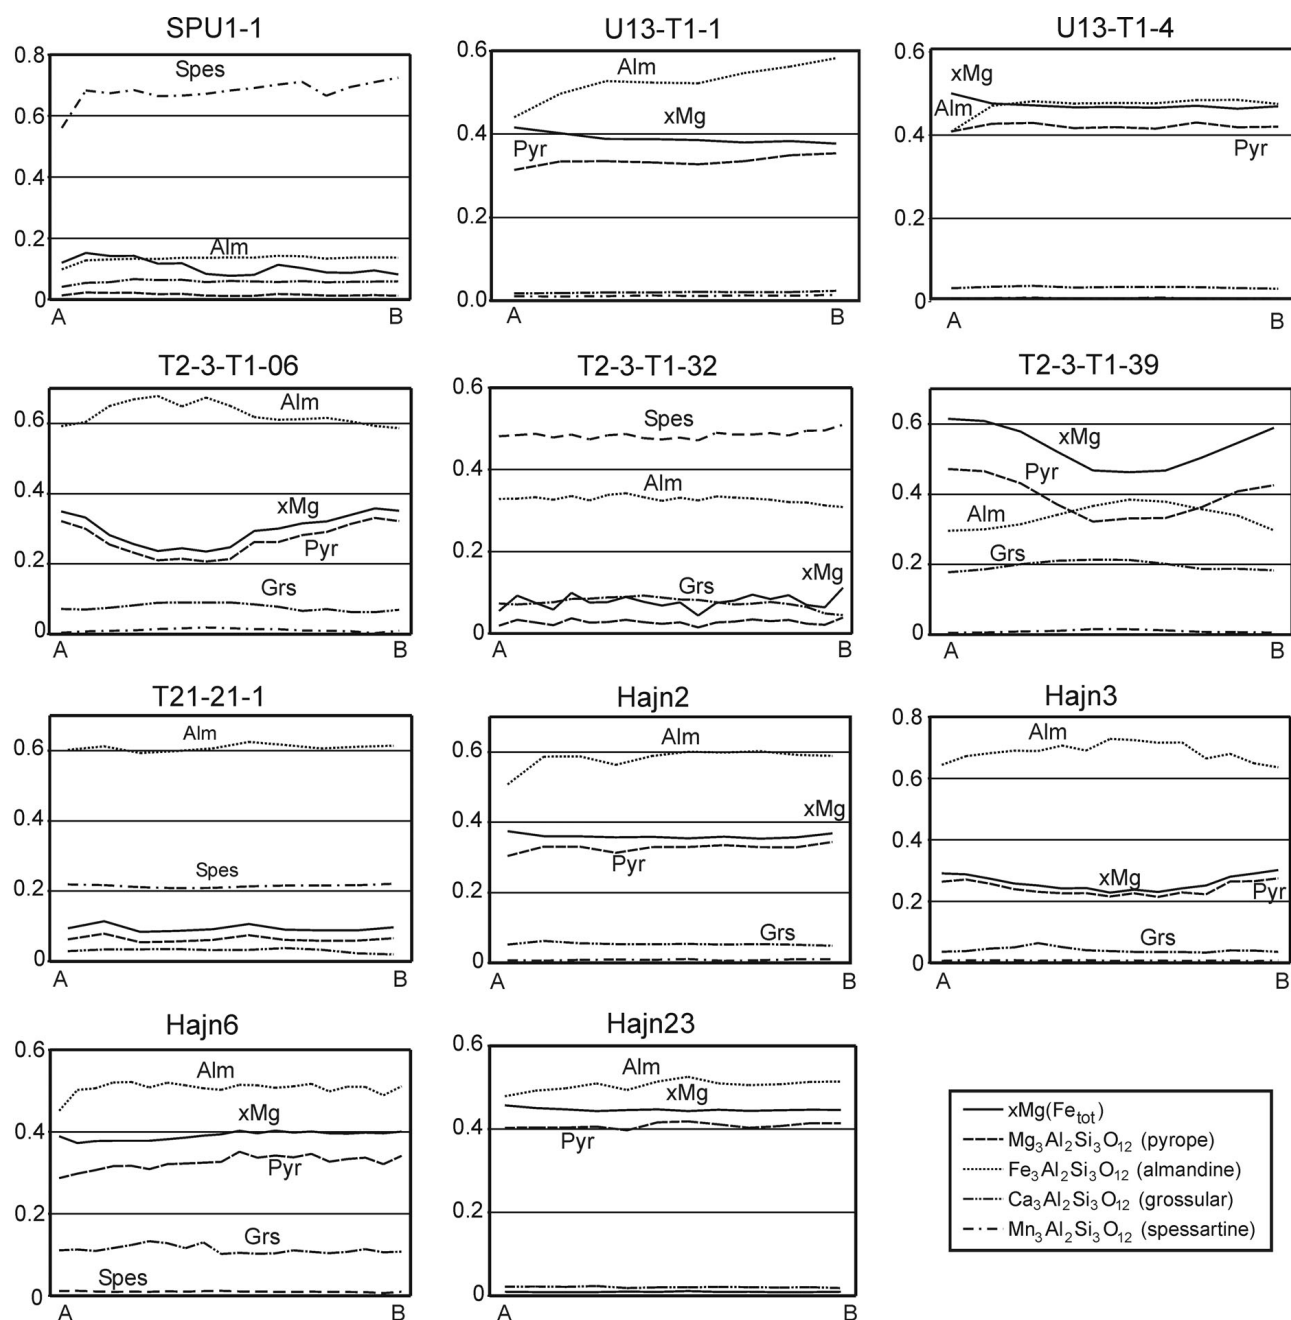 SPU1-1
0.8
0.6
0.4
0.2
0
Spes
Alm
A B
U13-T1-1
0.6
0.4
0.2
0.0
Alm
xMg
Pyr
A B
U13-T1-4
0.6
0.4
0.2
0
xMg
Alm
Pyr
A B
T2-3-T1-06
0.6
0.4
0.2
0
Alm
xMg
Pyr
Grs
A B
T2-3-T1-32
0.6
0.4
0.2
0
Spes
Alm
Grs xMg
A B
T2-3-T1-39
0.6
0.4
0.2
0
xMg
Pyr
Alm
Grs
A B
T21-21-1
0.6
0.4
0.2
0
Alm
Spes
A B
Hajn2
0.6
0.4
0.2
0
Alm
xMg
Pyr
Grs
A B
Hajn3
0.8
0.6
0.4
0.2
0
Alm
xMg
Pyr
Grs
A B
Hajn6
0.6
0.4
0.2
0
Alm
xMg
Pyr
Grs
Spes
A B
Hajn23
0.6
0.4
0.2
0
Alm
xMg
Pyr
A B
xMg(Fetot)
Mg3Al2Si3O12 (pyrope)
Fe3Al2Si3O12 (almandine)
Ca3Al2Si3O12 (grossular)
Mn3Al2Si3O12 (spessartine)